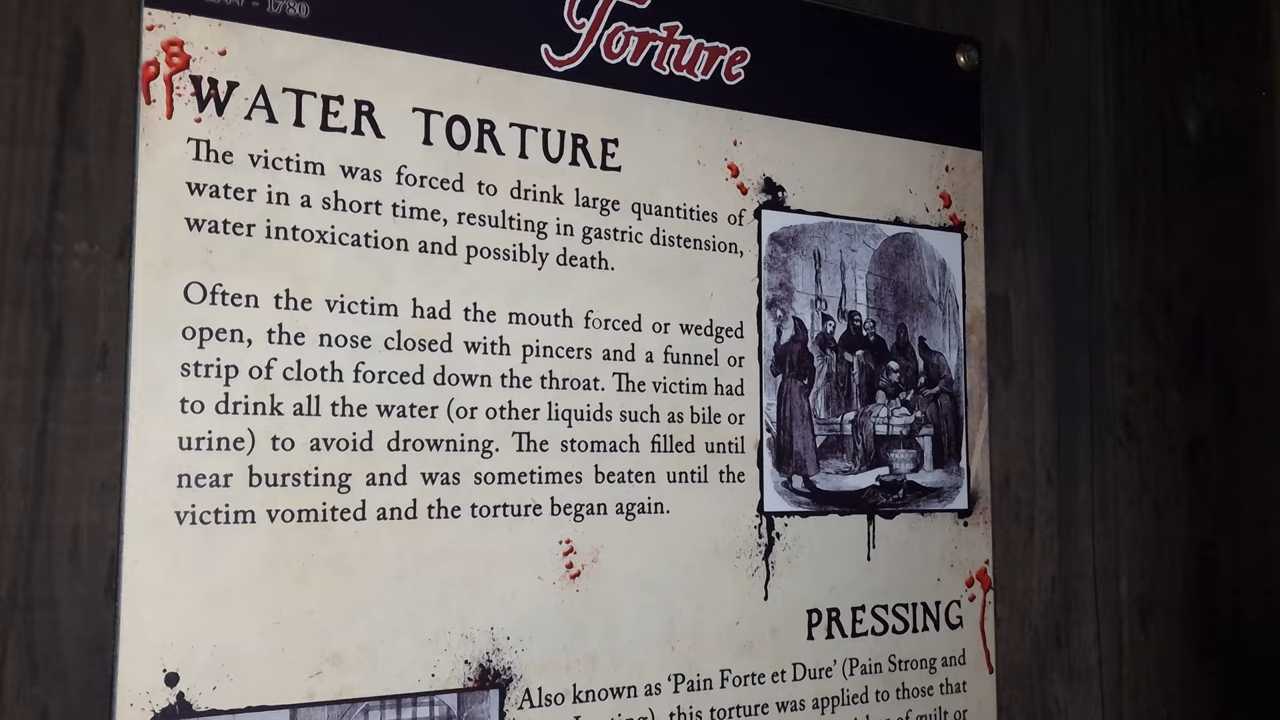 - 1780
Torture
WATER TORTURE
The victim was forced to drink large quantities of
water in a short time, resulting in gastric distension,
water intoxication and possibly death.
Often the victim had the mouth forced or wedged
open, the nose closed with pincers and a funnel or
strip of cloth forced down the throat. The victim had
to drink all the water (or other liquids such as bile or
urine) to avoid drowning. The stomach filled until
near bursting and was sometimes beaten until the
victim vomited and the torture began again.
PRESSING
Also known as ‘Pain Forte et Dure’ (Pain Strong and
this torture was applied to those that
of guilt or